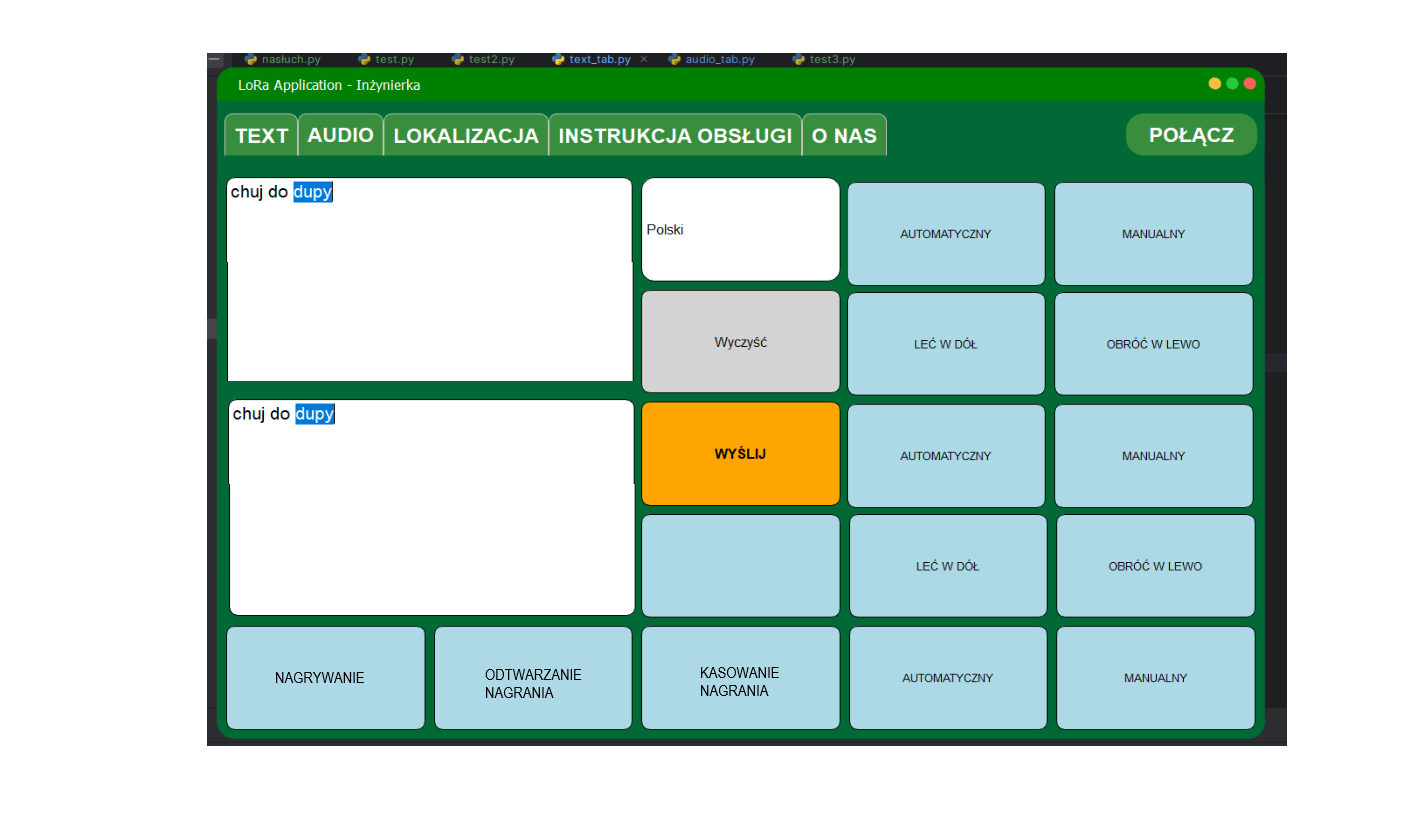 nasłuch.py test.py test2.py text_tab.py × audio_tab.py test3.py
LoRa Application - Inżynierka
TEXT AUDIO LOKALIZACJA INSTRUKCJA OBSŁUGI O NAS POŁĄCZ
chuj do dupy
Polski
AUTOMATYCZNY
MANUALNY
Wyczyść
LEĆ W DÓŁ
OBRÓĆ W LEWO
chuj do dupy
WYŚLIJ
AUTOMATYCZNY
MANUALNY
LEĆ W DÓŁ
OBRÓĆ W LEWO
NAGRYWANIE
ODTWARZANIE
NAGRANIA
KASOWANIE
NAGRANIA
AUTOMATYCZNY
MANUALNY